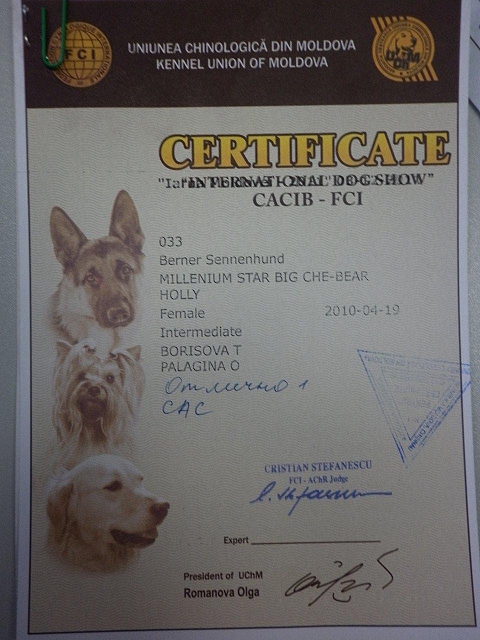 FCI
UNIUNEA CHINOLOGICĂ DIN MOLDOVA
KENNEL UNION OF MOLDOVA
CERTIFICATE
"INTERNATIONAL DOG SHOW"
CACIB - FCI
033
Berner Sennenhund
MILLENIUM STAR BIG CHE-BEAR
HOLLY
Female 2010-04-19
Intermediate
BORISOVA T
PALAGINA O
Отлично 1
CAC
CRISTIAN STEFANESCU
FCI - AChR Judge
Expert
President of UChM
Romanova Olga